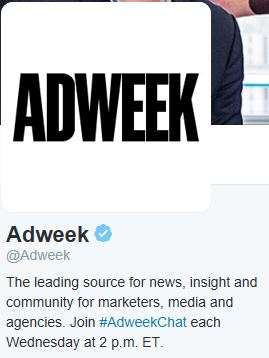 ADWEEK
Adweek
@Adweek
The leading source for news, insight and
community for marketers, media and
agencies. Join #AdweekChat each
Wednesday at 2 p.m. ET.